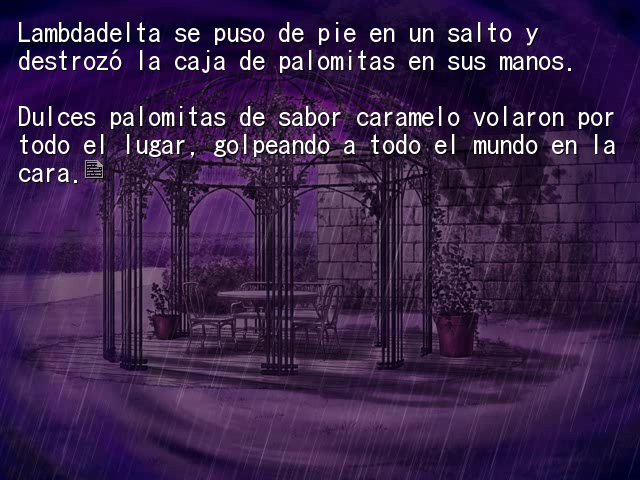 Lambdadelta se puso de pie en un salto y
destrozó la caja de palomitas en sus manos.
Dulces palomitas de sabor caramelo volaron por
todo el lugar, golpeando a todo el mundo en la
cara.